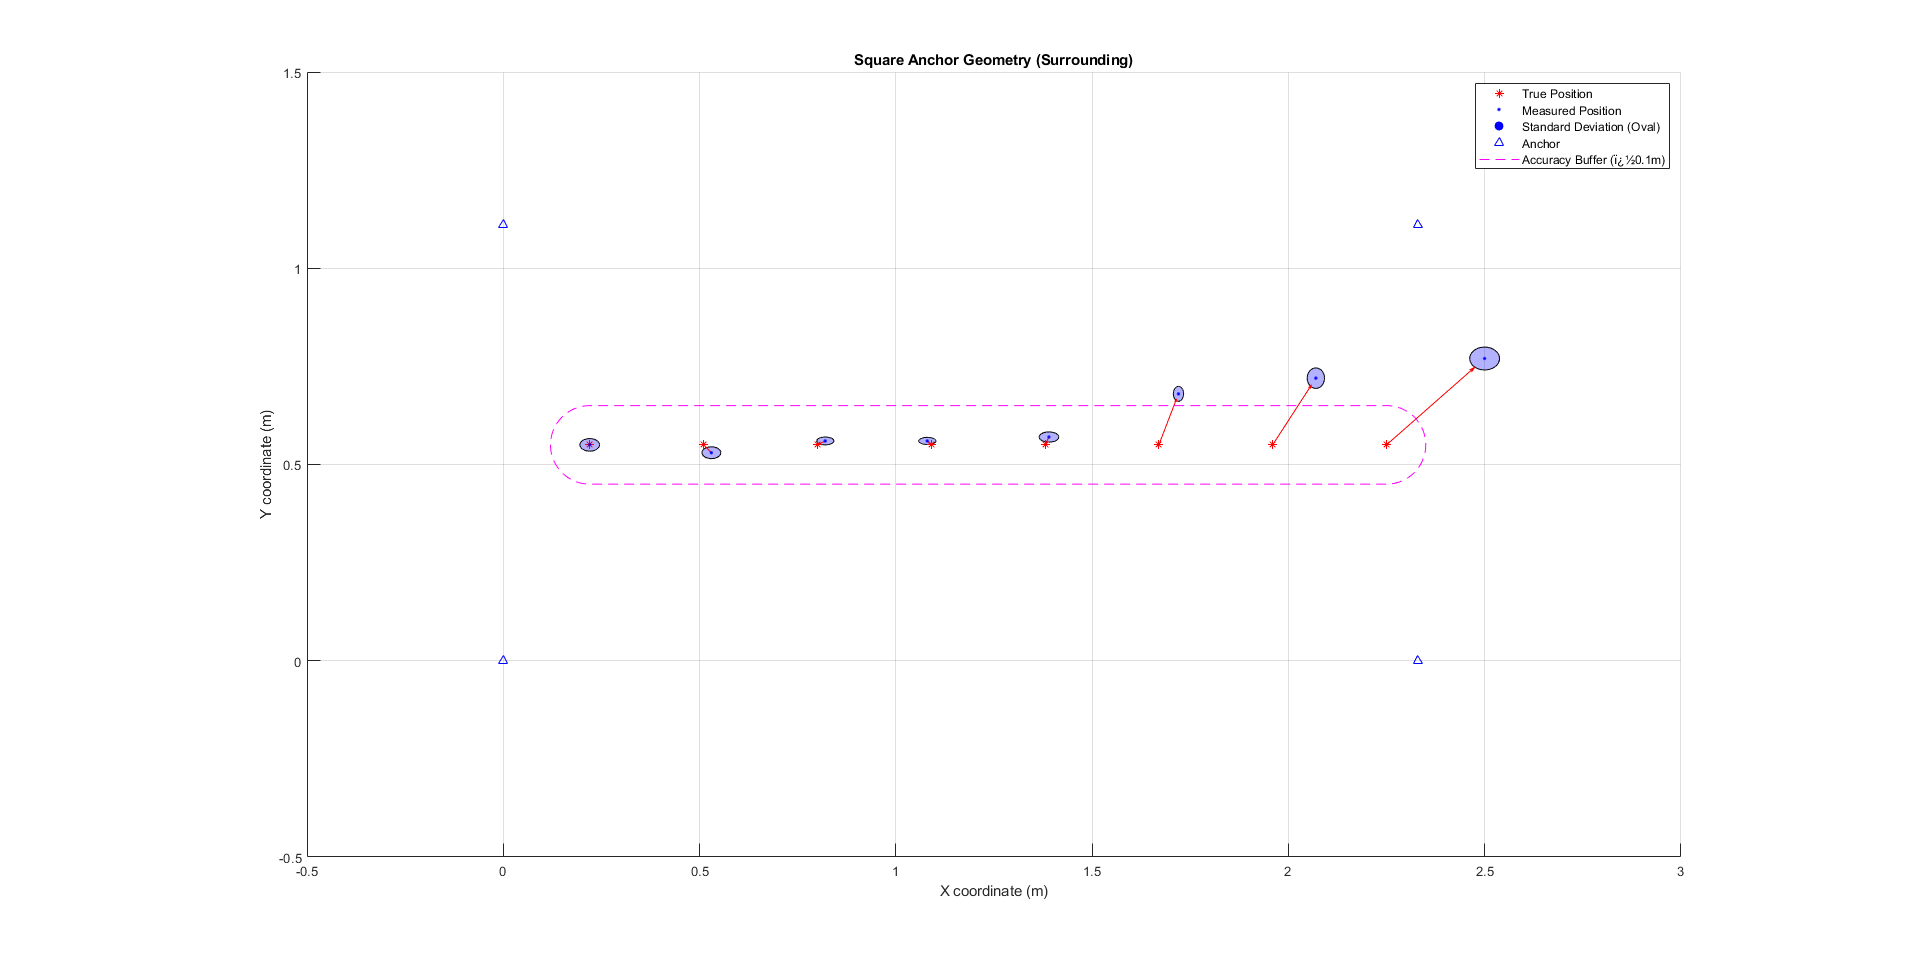 Square Anchor Geometry (Surrounding)
1.5
1
0.5
0
-0.5
Y coordinate (m)
True Position
Measured Position
Standard Deviation (Oval)
Anchor
Accuracy Buffer (ï¿½0.1m)
-0.5 0 0.5 1 1.5 2 2.5 3
X coordinate (m)